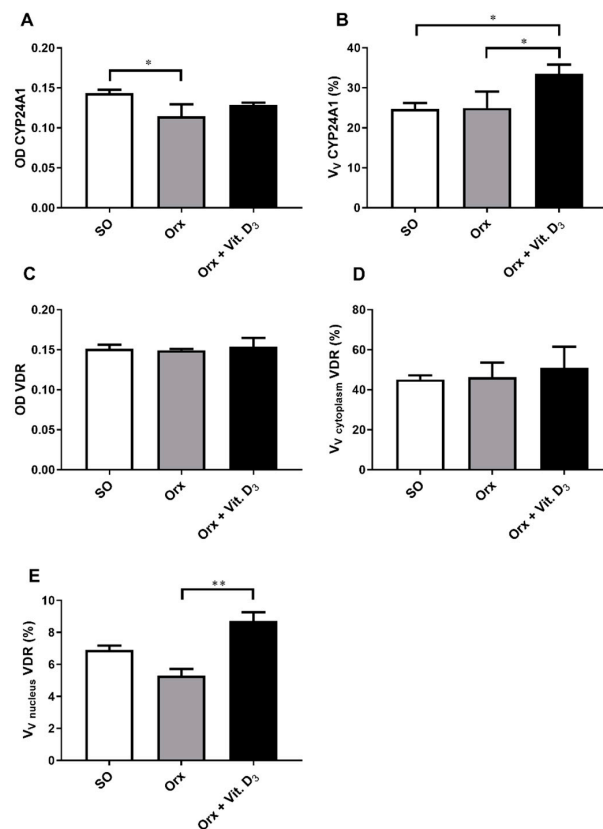 A
0.20
0.15
0.10
0.05
0.00
OD CYP24A1
*
SO
Orx
Orx + Vit. D₃
B
40
30
20
10
0
V_V CYP24A1 (%)
*
*
SO
Orx
Orx + Vit. D₃
C
0.20
0.15
0.10
0.05
0.00
OD VDR
SO
Orx
Orx + Vit. D₃
D
80
60
40
20
0
V_V cytoplasm VDR (%)
SO
Orx
Orx + Vit. D₃
E
10
8
6
4
2
0
V_V nucleus VDR (%)
**
SO
Orx
Orx + Vit. D₃